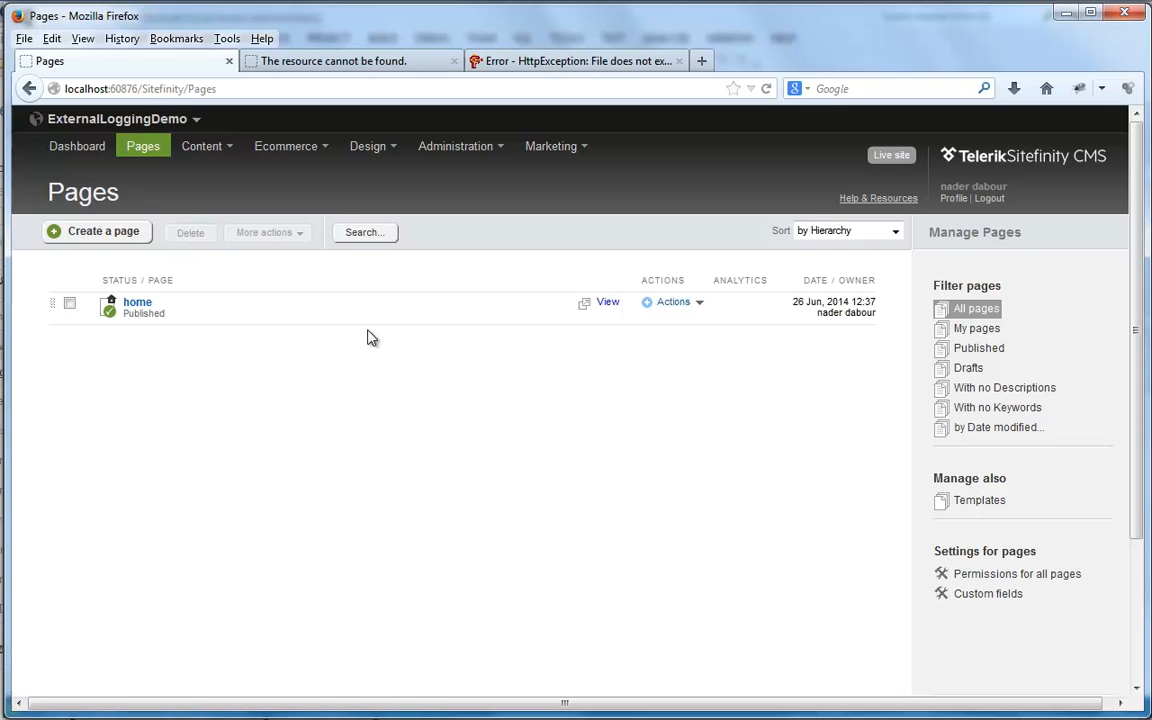 Pages - Mozilla Firefox
File Edit View History Bookmarks Tools Help
Pages
The resource cannot be found.
Error - HttpException: File does not ex...
localhost:60876/Sitefinity/Pages
Google
ExternalLoggingDemo
Dashboard Pages Content Ecommerce Design Administration Marketing
Live site
Telerik Sitefinity CMS
Pages
nader dabour
Help & Resources
Profile | Logout
Create a page Delete More actions Search...
Sort by Hierarchy
Manage Pages
STATUS / PAGE ACTIONS ANALYTICS DATE / OWNER
home View Actions 26 Jun, 2014 12:37
Published nader dabour
Filter pages
All pages
My pages
Published
Drafts
With no Descriptions
With no Keywords
by Date modified...
Manage also
Templates
Settings for pages
Permissions for all pages
Custom fields